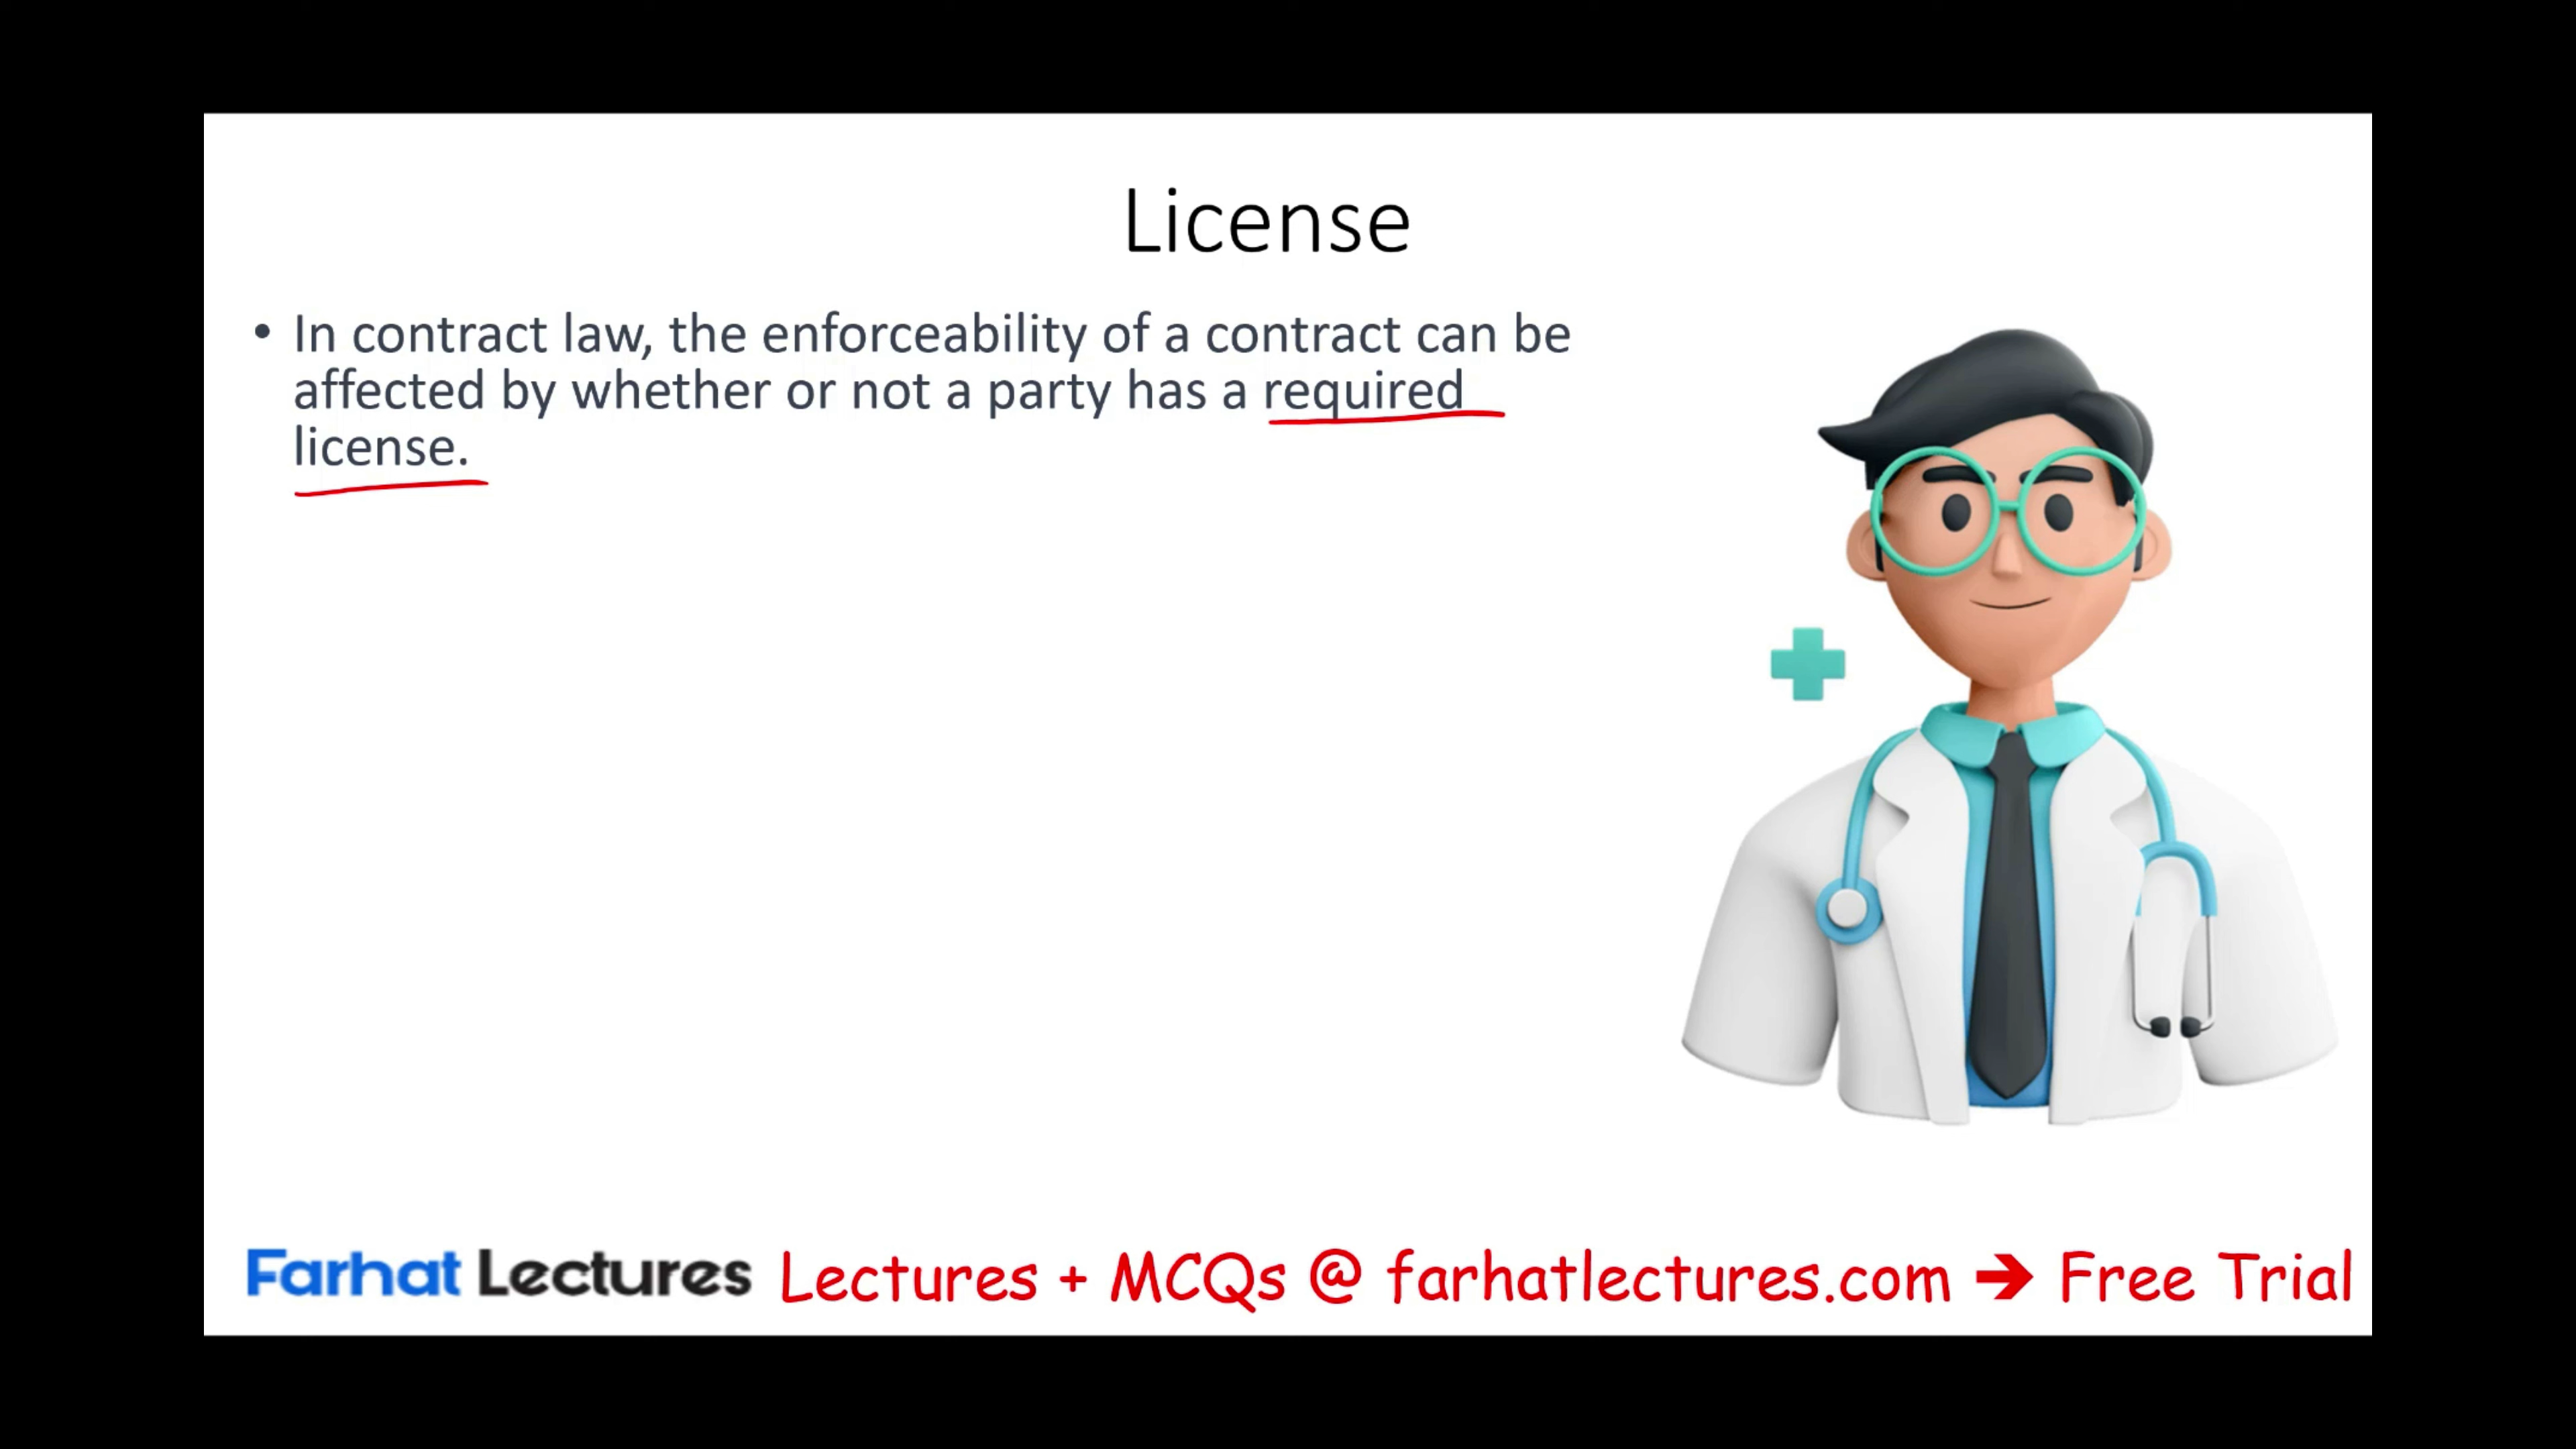 License
• In contract law, the enforceability of a contract can be
affected by whether or not a party has a required
license.
Farhat Lectures Lectures + MCQs @ farhatlectures.com ➔ Free Trial